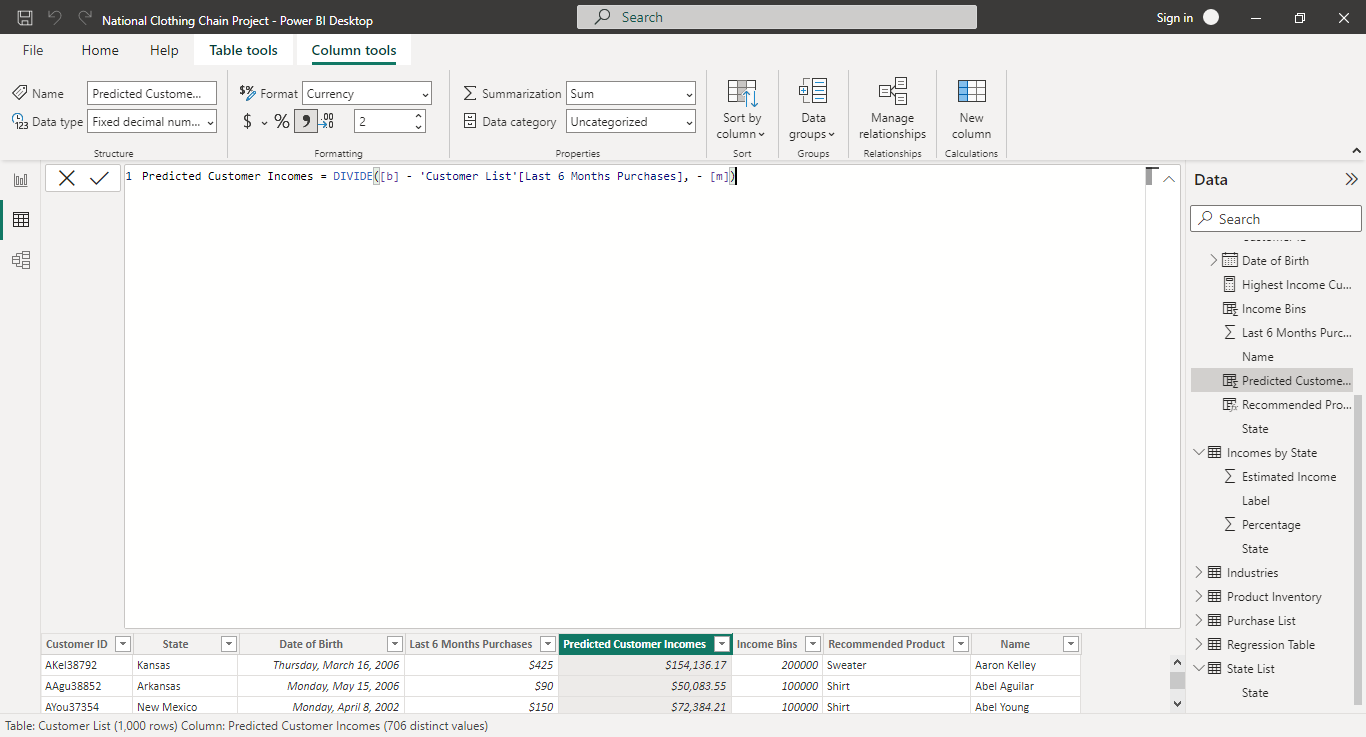 National Clothing Chain Project - Power BI Desktop
Search
Sign in
File Home Help Table tools Column tools
Name Predicted Custome...
Data type Fixed decimal num...
Structure
$% Format Currency
$ % 9 .00 →0 2
Formatting
Summarization Sum
Data category Uncategorized
Properties
Sort by
column
Sort
Data
groups
Groups
Manage
relationships
Relationships
New
column
Calculations
1 Predicted Customer Incomes = DIVIDE([b] - 'Customer List'[Last 6 Months Purchases], - [m])
Customer ID State Date of Birth Last 6 Months Purchases Predicted Customer Incomes Income Bins Recommended Product Name
AKel38792 Kansas Thursday, March 16, 2006 $425 $154,136.17 200000 Sweater Aaron Kelley
AAgu38852 Arkansas Monday, May 15, 2006 $90 $50,083.55 100000 Shirt Abel Aguilar
AYou37354 New Mexico Monday, April 8, 2002 $150 $72,384.21 100000 Shirt Abel Young
Data
Search
Date of Birth
Highest Income Cu...
Income Bins
Last 6 Months Purc...
Name
Predicted Custome...
Recommended Pro...
State
Incomes by State
Estimated Income
Label
Percentage
State
Industries
Product Inventory
Purchase List
Regression Table
State List
State
Table: Customer List (1,000 rows) Column: Predicted Customer Incomes (706 distinct values)